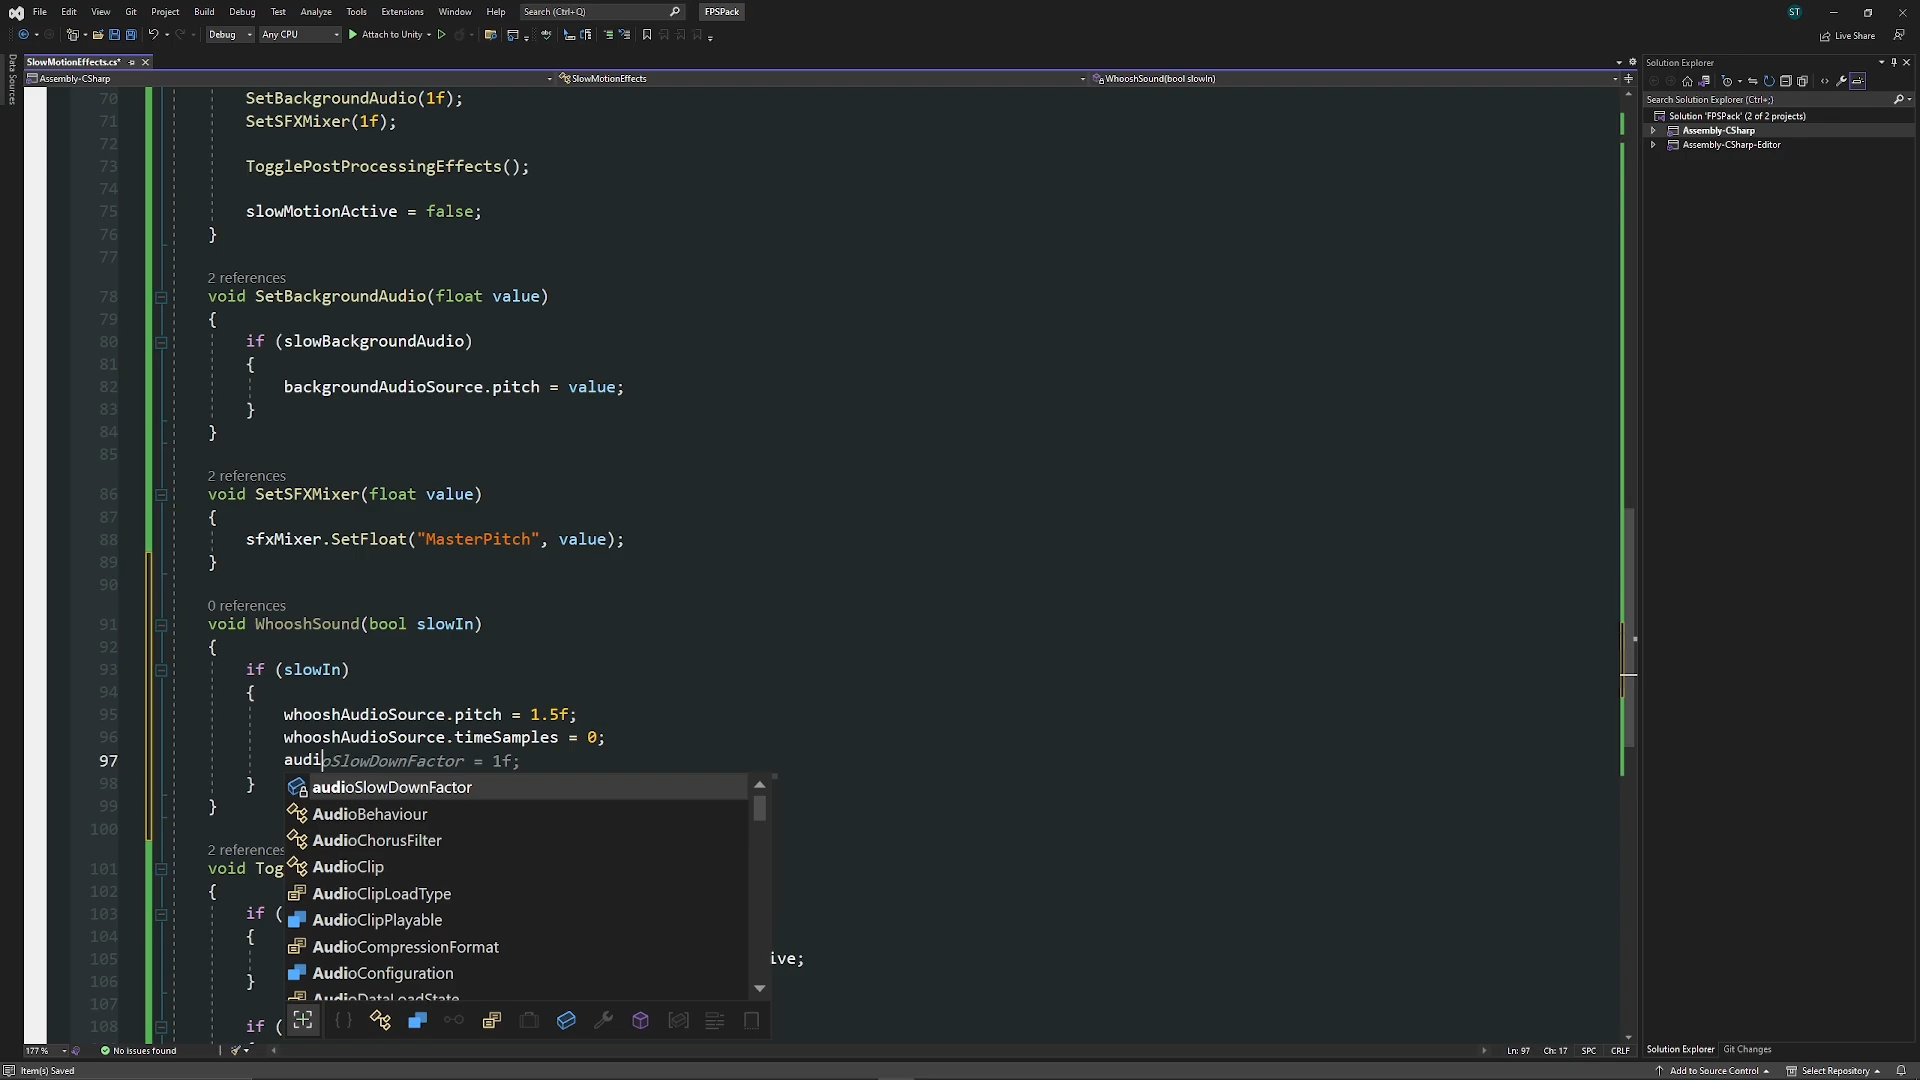 File Edit View Git Project Build Debug Test Analyze Tools Extensions Window Help Search (Ctrl+Q) FPSPack ST
Debug Any CPU Attach to Unity Live Share
Data Sources
SlowMotionEffects.cs*
Assembly-CSharp SlowMotionEffects WhooshSound(bool slowIn)
70 SetBackgroundAudio(1f);
71 SetSFXMixer(1f);
72
73 TogglePostProcessingEffects();
74
75 slowMotionActive = false;
76 }
77
2 references
78 void SetBackgroundAudio(float value)
79 {
80 if (slowBackgroundAudio)
81 {
82 backgroundAudioSource.pitch = value;
83 }
84 }
85
2 references
86 void SetSFXMixer(float value)
87 {
88 sfxMixer.SetFloat("MasterPitch", value);
89 }
90
0 references
91 void WhooshSound(bool slowIn)
92 {
93 if (slowIn)
94 {
95 whooshAudioSource.pitch = 1.5f;
96 whooshAudioSource.timeSamples = 0;
97 audioSlowDownFactor = 1f;
98 }
99 }
100
2 references
101 void Tog
102 {
103 if (
104 {
105 ive;
106 }
107
108 if (
audioSlowDownFactor
AudioBehaviour
AudioChorusFilter
AudioClip
AudioClipLoadType
AudioClipPlayable
AudioCompressionFormat
AudioConfiguration
AudioDataLoadState
177 % No issues found Ln: 97 Ch: 17 SPC CRLF
Item(s) Saved
Solution Explorer
Search Solution Explorer (Ctrl+;)
Solution 'FPSPack' (2 of 2 projects)
Assembly-CSharp
Assembly-CSharp-Editor
Solution Explorer Git Changes
Add to Source Control Select Repository